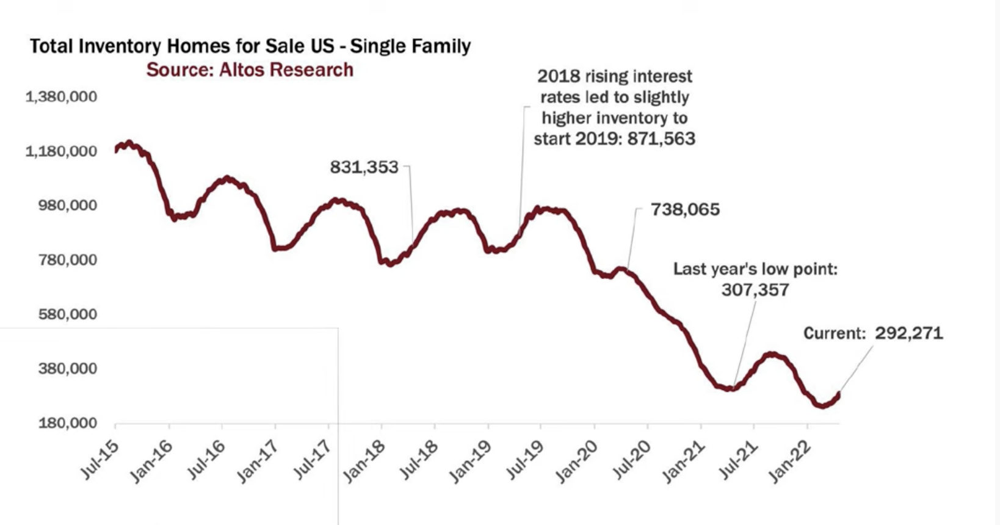 Total Inventory Homes for Sale US - Single Family
Source: Altos Research
2018 rising interest
rates led to slightly
higher inventory to
start 2019: 871,563
831,353
738,065
Last year's low point:
307,357
Current: 292,271
1,380,000
1,180,000
980,000
780,000
580,000
380,000
180,000
Jul-15
Jan-16
Jul-16
Jan-17
Jul-17
Jan-18
Jul-18
Jan-19
Jul-19
Jan-20
Jul-20
Jan-21
Jul-21
Jan-22